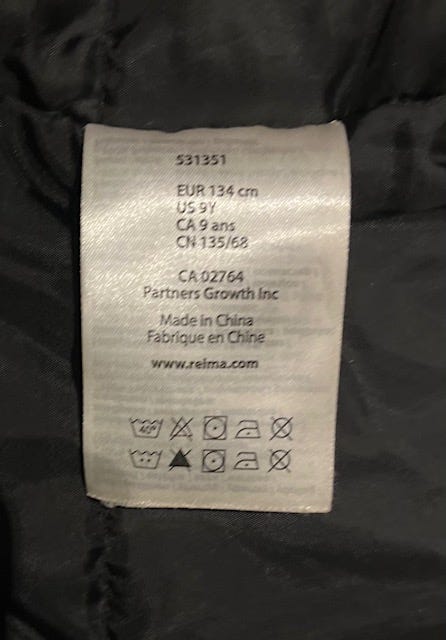 531351
EUR 134 cm
US 9Y
CA 9 ans
CN 135/68
CA 02764
Partners Growth Inc
Made in China
Fabrique en Chine
www.reima.com
40°